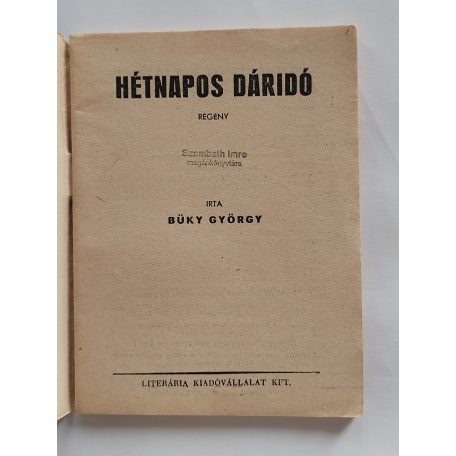 HÉTNAPOS DÁRIDÓ
REGÉNY
Szombath Imre
magánkönyvtára
IRTA
BÜKY GYÖRGY
LITERÁRIA KIADÓVÁLLALAT KFT.